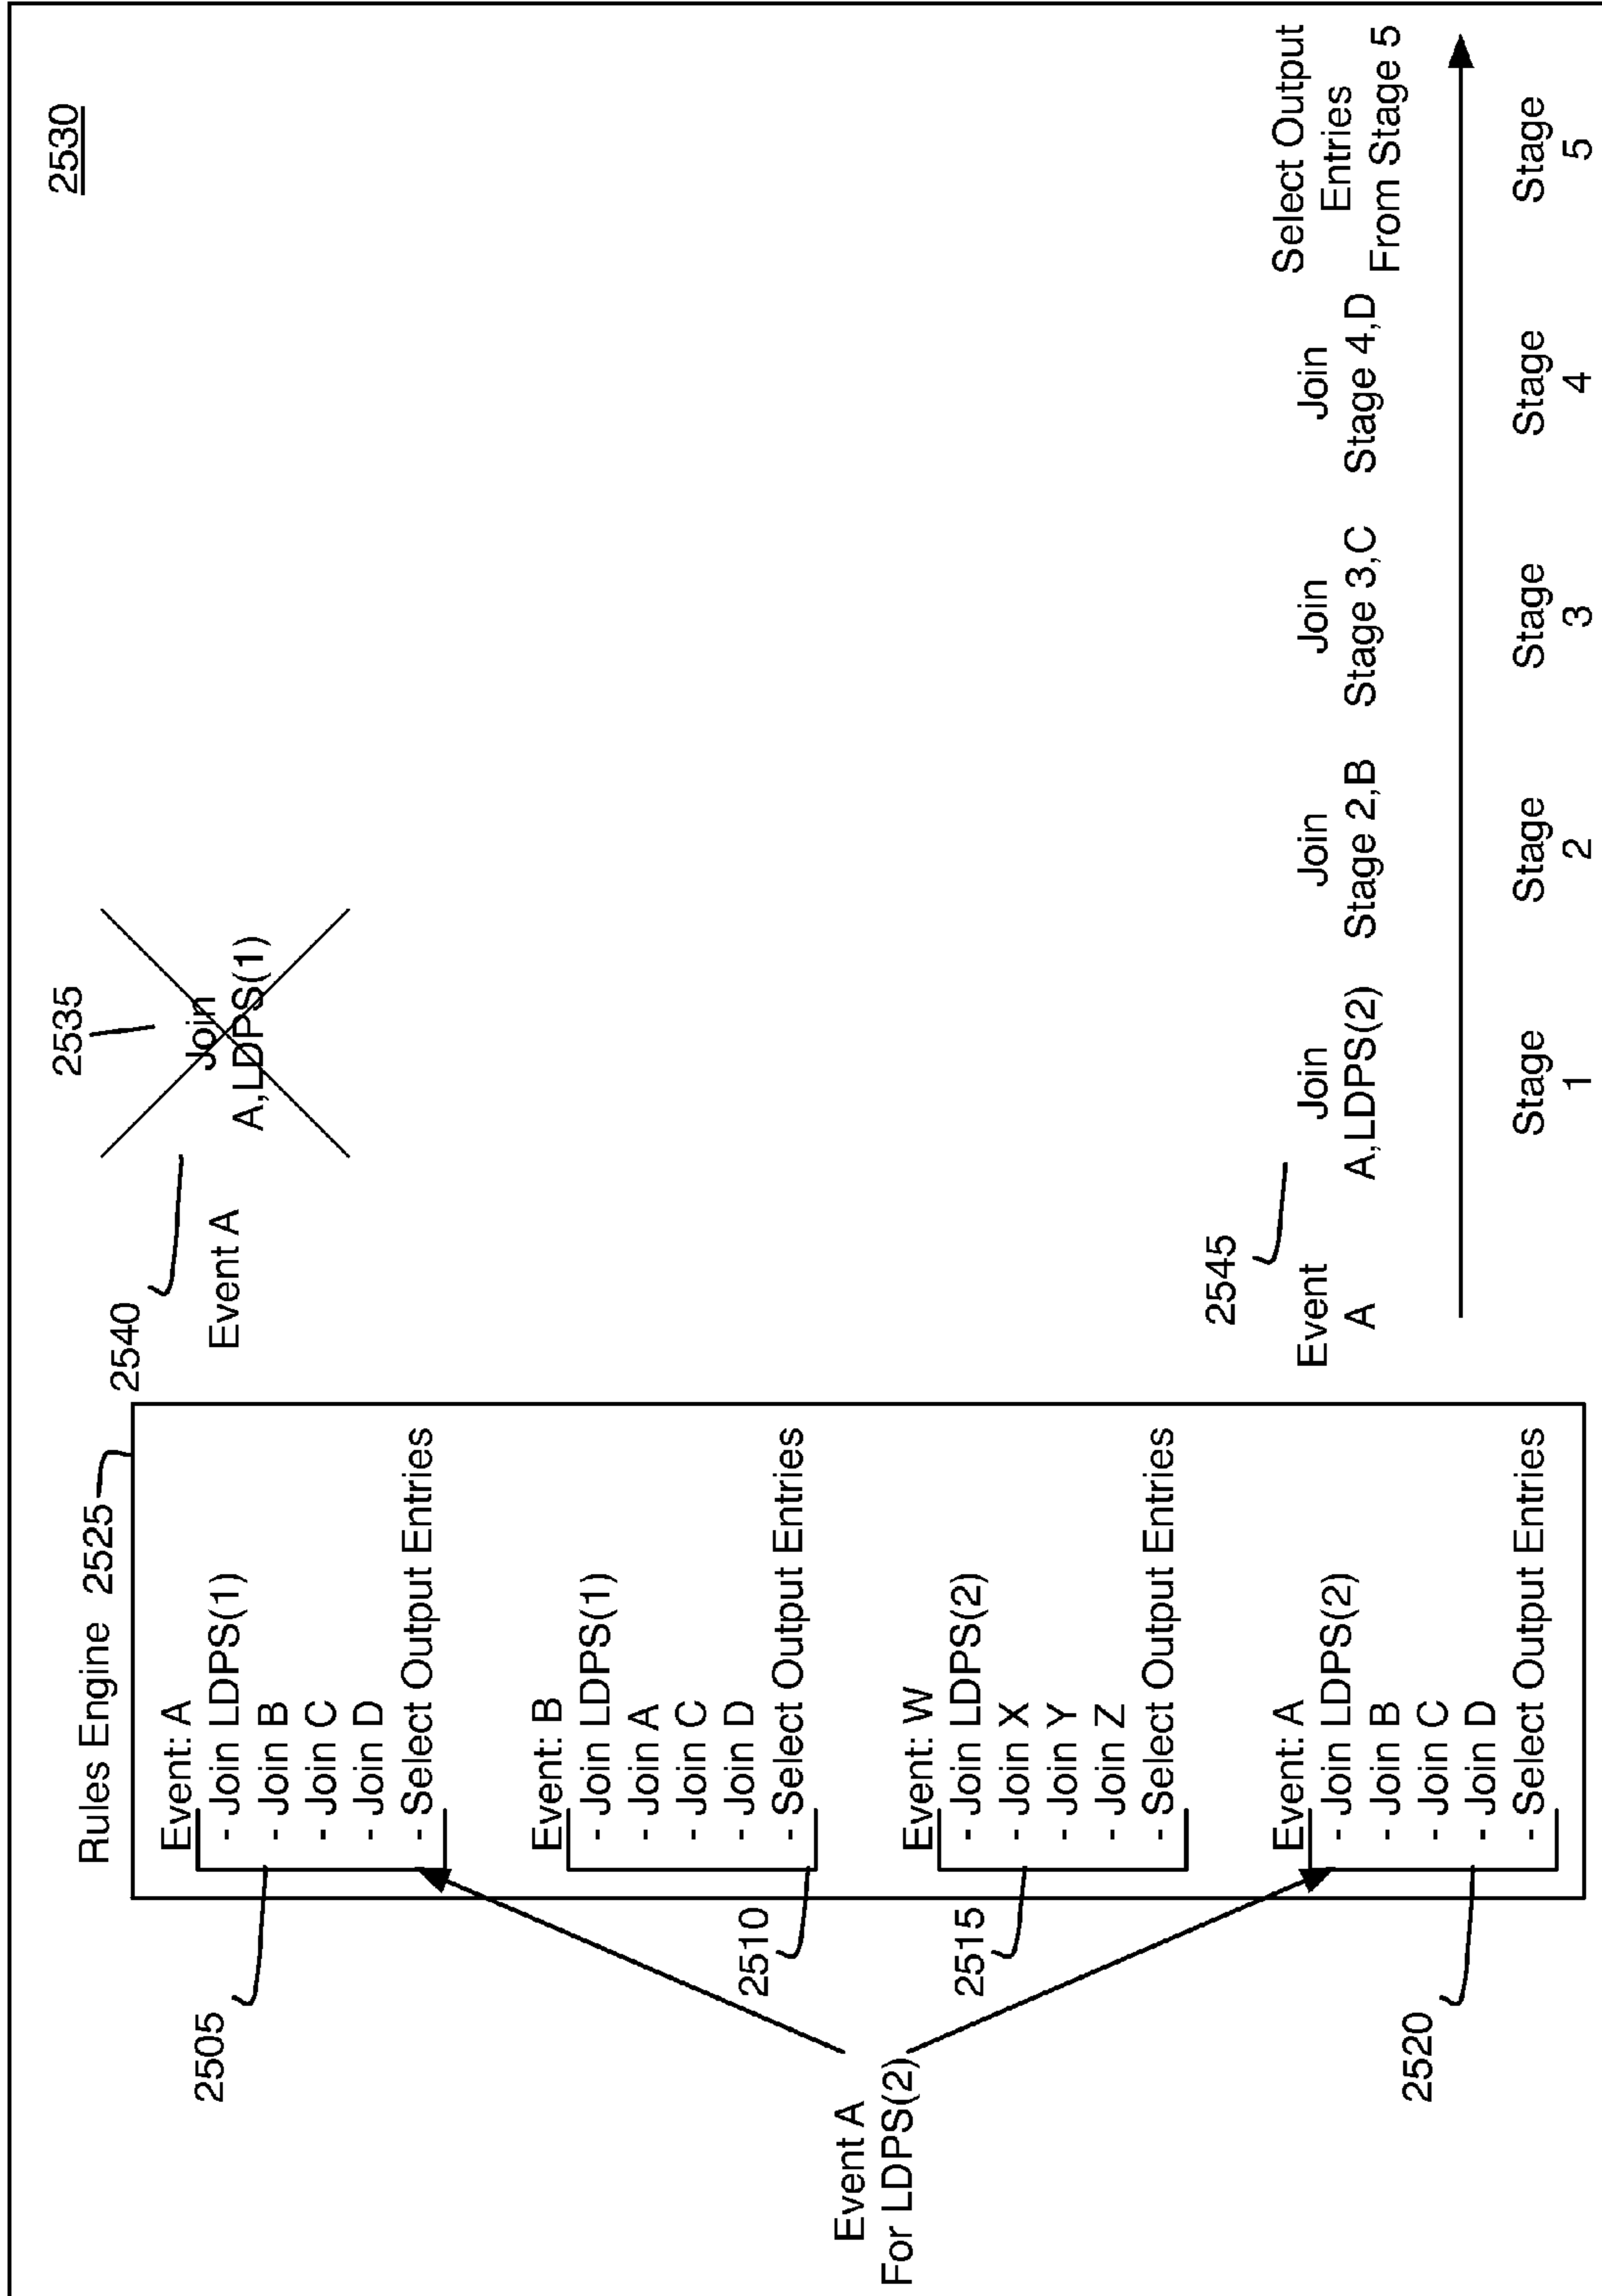 2530
Rules Engine 2525
Event: A
- Join LDPS(1)
- Join B
- Join C
- Join D
- Select Output Entries
Event: B
- Join LDPS(1)
- Join A
- Join C
- Join D
- Select Output Entries
Event: W
- Join LDPS(2)
- Join X
- Join Y
- Join Z
- Select Output Entries
Event: A
- Join LDPS(2)
- Join B
- Join C
- Join D
- Select Output Entries
2505
2510
2515
2520
Event A
For LDPS(2)
2540
2535
Event A
Join
A,LDPS(1)
2545
Event
A
Join
A,LDPS(2)
Join
Stage 2,B
Join
Stage 3,C
Join
Stage 4,D
Select Output
Entries
From Stage 5
Stage
1
Stage
2
Stage
3
Stage
4
Stage
5